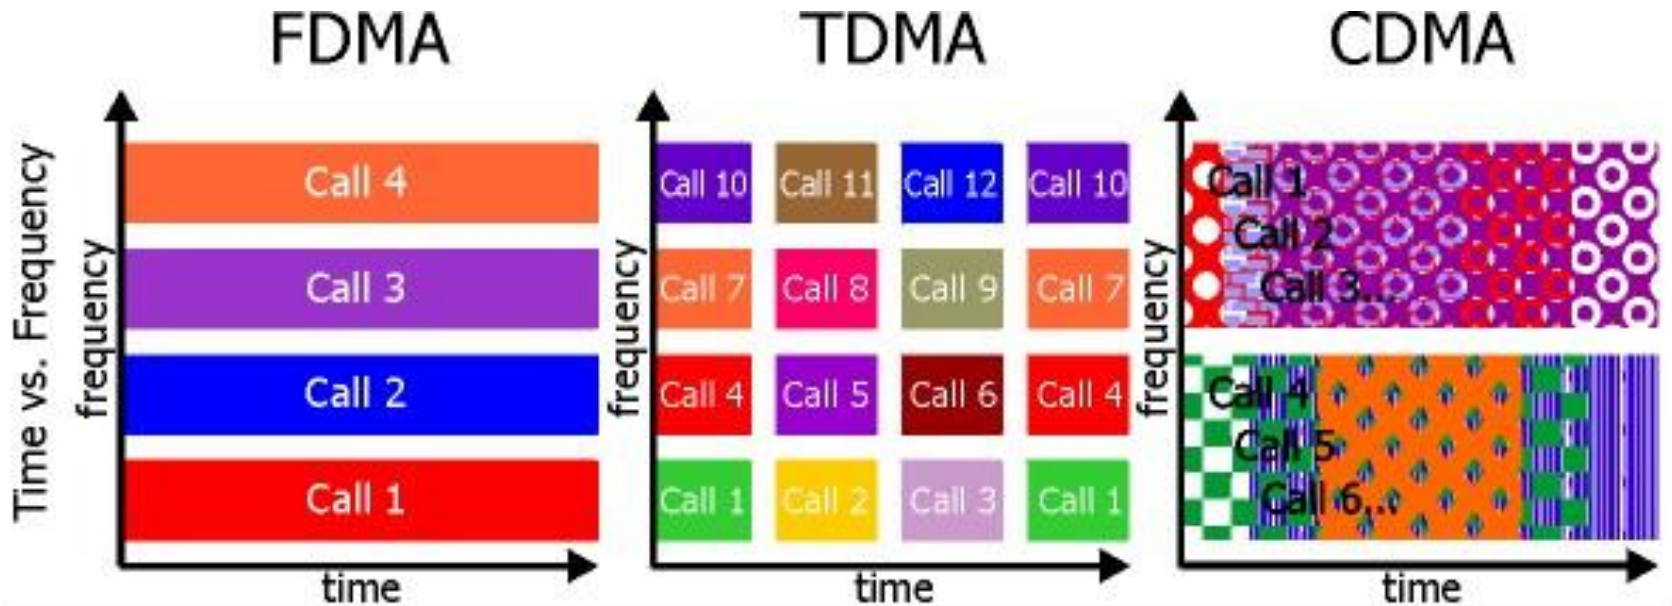 FDMA
TDMA
CDMA
Time vs. Frequency
frequency
Call 4
Call 3
Call 2
Call 1
time
frequency
Call 10 Call 11 Call 12 Call 10
Call 7 Call 8 Call 9 Call 7
Call 4 Call 5 Call 6 Call 4
Call 1 Call 2 Call 3 Call 1
time
frequency
Call 1
Call 2
Call 3...
Call 4
Call 5
Call 6...
time